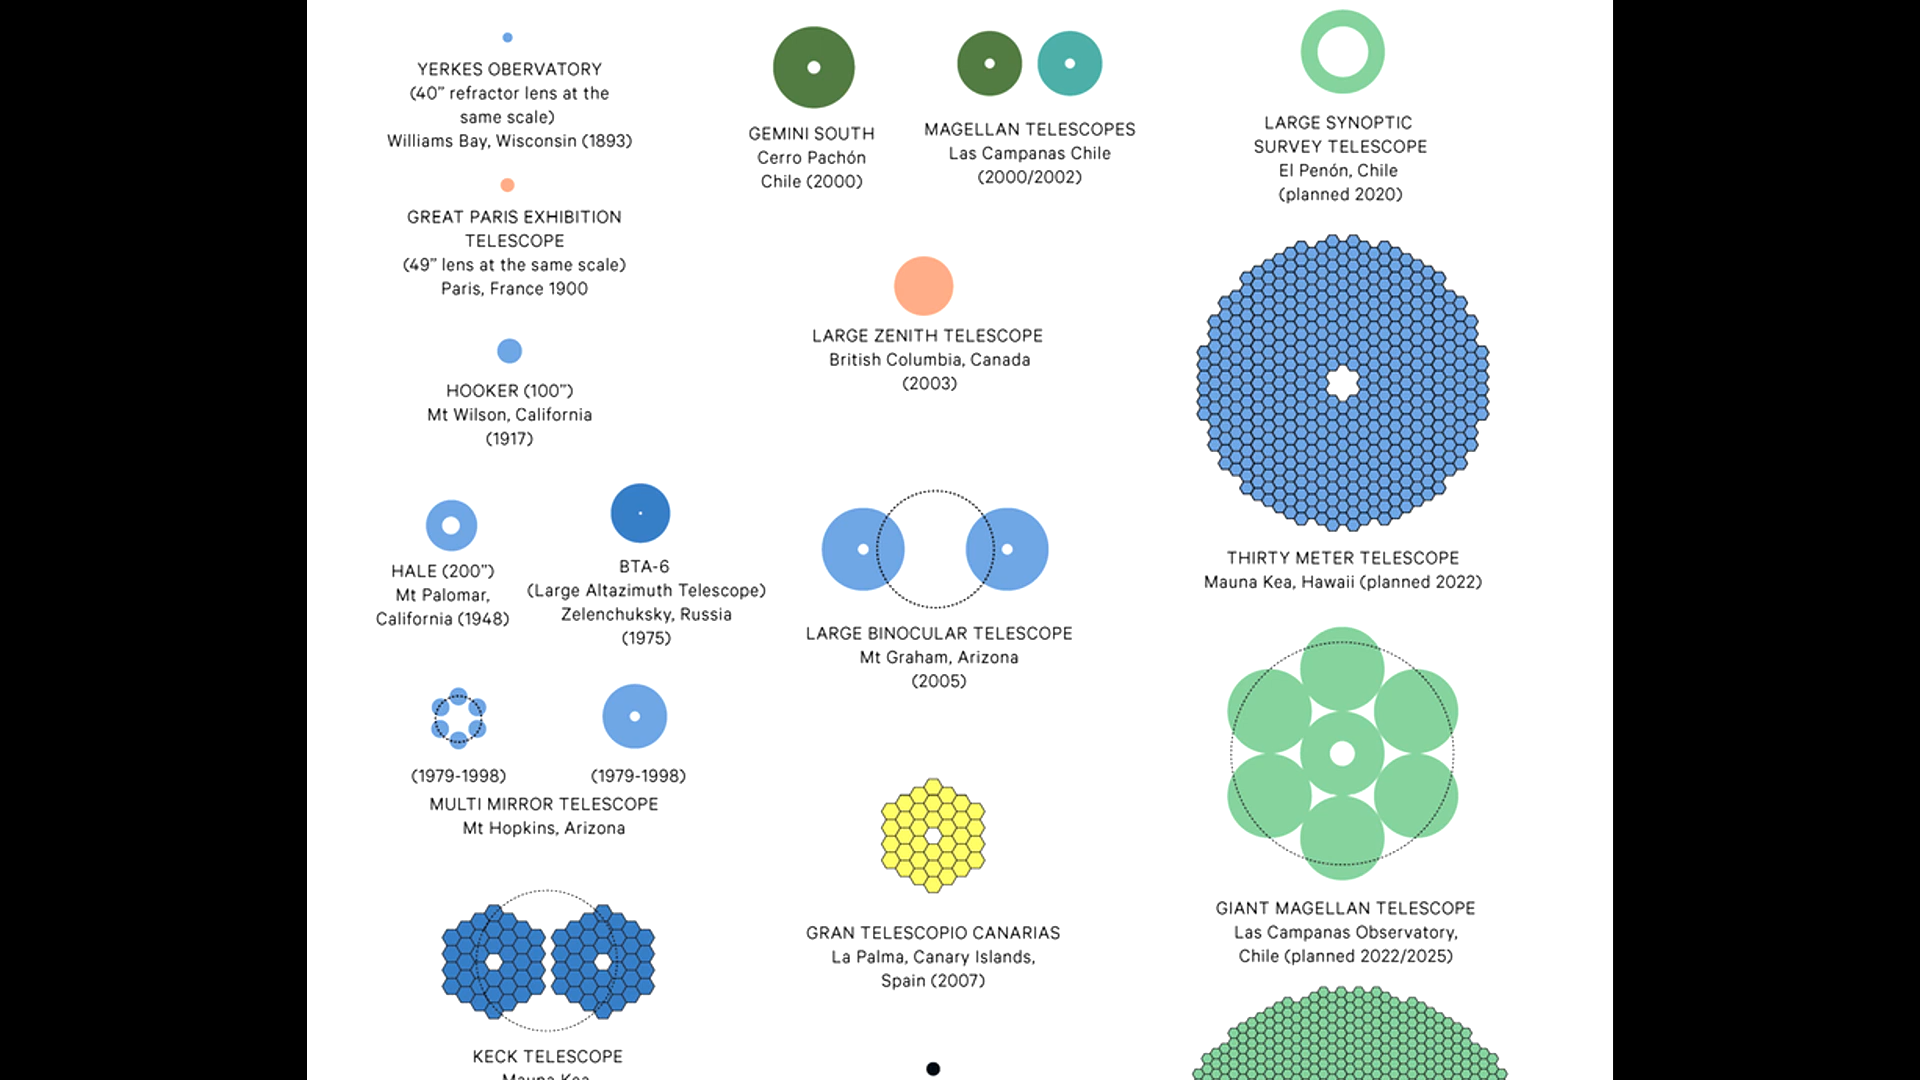 YERKES OBERVATORY
(40” refractor lens at the
same scale)
Williams Bay, Wisconsin (1893)
GREAT PARIS EXHIBITION
TELESCOPE
(49” lens at the same scale)
Paris, France 1900
HOOKER (100”)
Mt Wilson, California
(1917)
HALE (200”)
Mt Palomar,
California (1948)
BTA-6
(Large Altazimuth Telescope)
Zelenchuksky, Russia
(1975)
(1979-1998)
(1979-1998)
MULTI MIRROR TELESCOPE
Mt Hopkins, Arizona
KECK TELESCOPE
Mauna Kea
GEMINI SOUTH
Cerro Pachón
Chile (2000)
MAGELLAN TELESCOPES
Las Campanas Chile
(2000/2002)
LARGE ZENITH TELESCOPE
British Columbia, Canada
(2003)
LARGE BINOCULAR TELESCOPE
Mt Graham, Arizona
(2005)
GRAN TELESCOPIO CANARIAS
La Palma, Canary Islands,
Spain (2007)
LARGE SYNOPTIC
SURVEY TELESCOPE
El Penón, Chile
(planned 2020)
THIRTY METER TELESCOPE
Mauna Kea, Hawaii (planned 2022)
GIANT MAGELLAN TELESCOPE
Las Campanas Observatory,
Chile (planned 2022/2025)